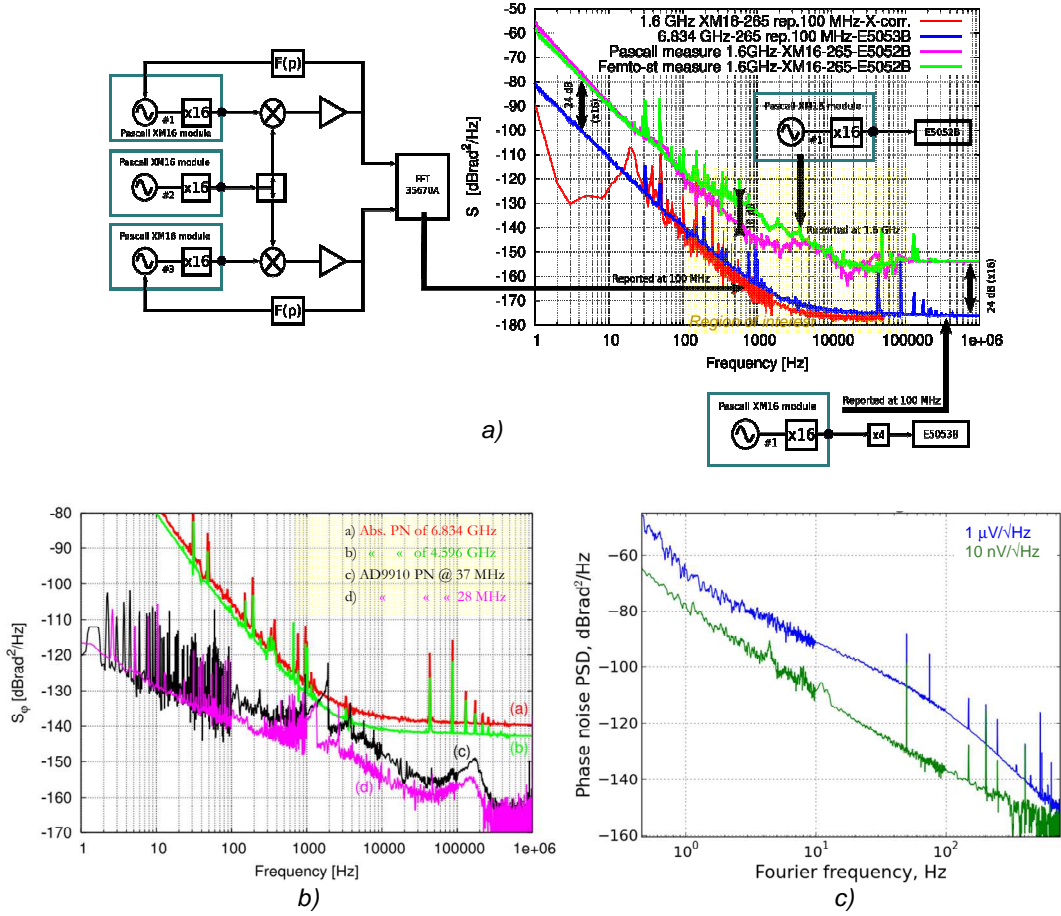 F(p)
x16
#1
Pascall XM16 module
Pascall XM16 module
x16
#2
Pascall XM16 module
x16
#3
F(p)
FFT
35670A
1.6 GHz XM16-265 rep.100 MHz-X-corr.
6.834 GHz-265 rep.100 MHz-E5053B
Pascall measure 1.6GHz-XM16-265-E5052B
Femto-st measure 1.6GHz-XM16-265-E5052B
S [dBrad²/Hz]
-50
-60
-70
-80
-90
-100
-110
-120
-130
-140
-150
-160
-170
-180
24 dB
(x16)
Pascall XM16 module
#1
x16
E5052B
Reported at 1.6 GHz
Reported at 100 MHz
24 dB (x16)
Region of interest
1
10
100
1000
10000
100000
1e+06
Frequency [Hz]
Reported at 100 MHz
Pascall XM16 module
#1
x16
x4
E5053B
a)
S_φ [dBrad²/Hz]
-80
-90
-100
-110
-120
-130
-140
-150
-160
-170
a) Abs. PN of 6.834 GHz
b) « « of 4.596 GHz
c) AD9910 PN @ 37 MHz
d) « « « 28 MHz
(a)
(b)
(c)
(d)
1
10
100
1000
10000
100000
1e+06
Frequency [Hz]
b)
Phase noise PSD, dBrad²/Hz
−60
−80
−100
−120
−140
−160
1 μV/√Hz
10 nV/√Hz
10⁰
10¹
10²
Fourier frequency, Hz
c)